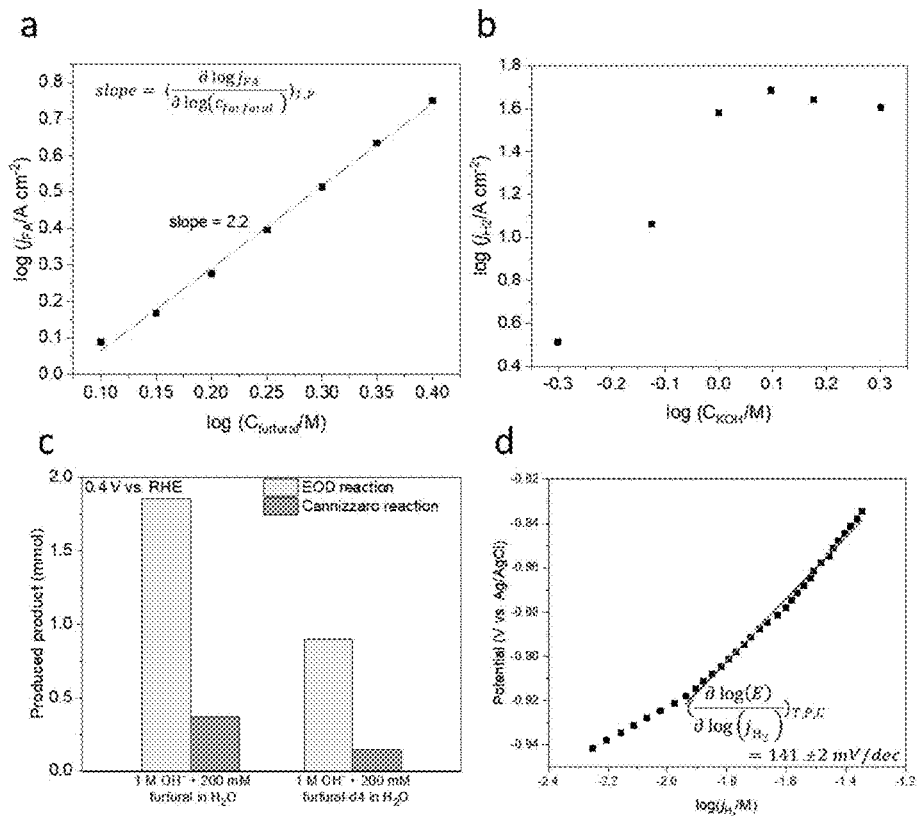 a
slope = (∂ log j_FA / ∂ log(c_furfural))_T,P
slope = 2.2
0.8
0.7
0.6
0.5
0.4
0.3
0.2
0.1
0.0
log (j_FA/A cm⁻²)
0.10 0.15 0.20 0.25 0.30 0.35 0.40
log (C_furfural/M)
b
1.8
1.6
1.4
1.2
1.0
0.8
0.6
0.4
log (j_H2/A cm⁻²)
-0.3 -0.2 -0.1 0.0 0.1 0.2 0.3
log (C_KOH/M)
c
0.4 V vs. RHE
EOD reaction
Cannizzaro reaction
2.0
1.5
1.0
0.5
0.0
Produced product (mmol)
1 M OH⁻ + 200 mM
furfural in H₂O
1 M OH⁻ + 200 mM
furfural-d4 in H₂O
d
-0.82
-0.84
-0.86
-0.88
-0.90
-0.92
-0.94
Potential (V vs. Ag/AgCl)
(∂ log(E) / ∂ log(j_H₂))
= 141 ±2 mV/dec
-2.4 -2.2 -2.0 -1.8 -1.6 -1.4 -1.2
log(j_H₂/M)